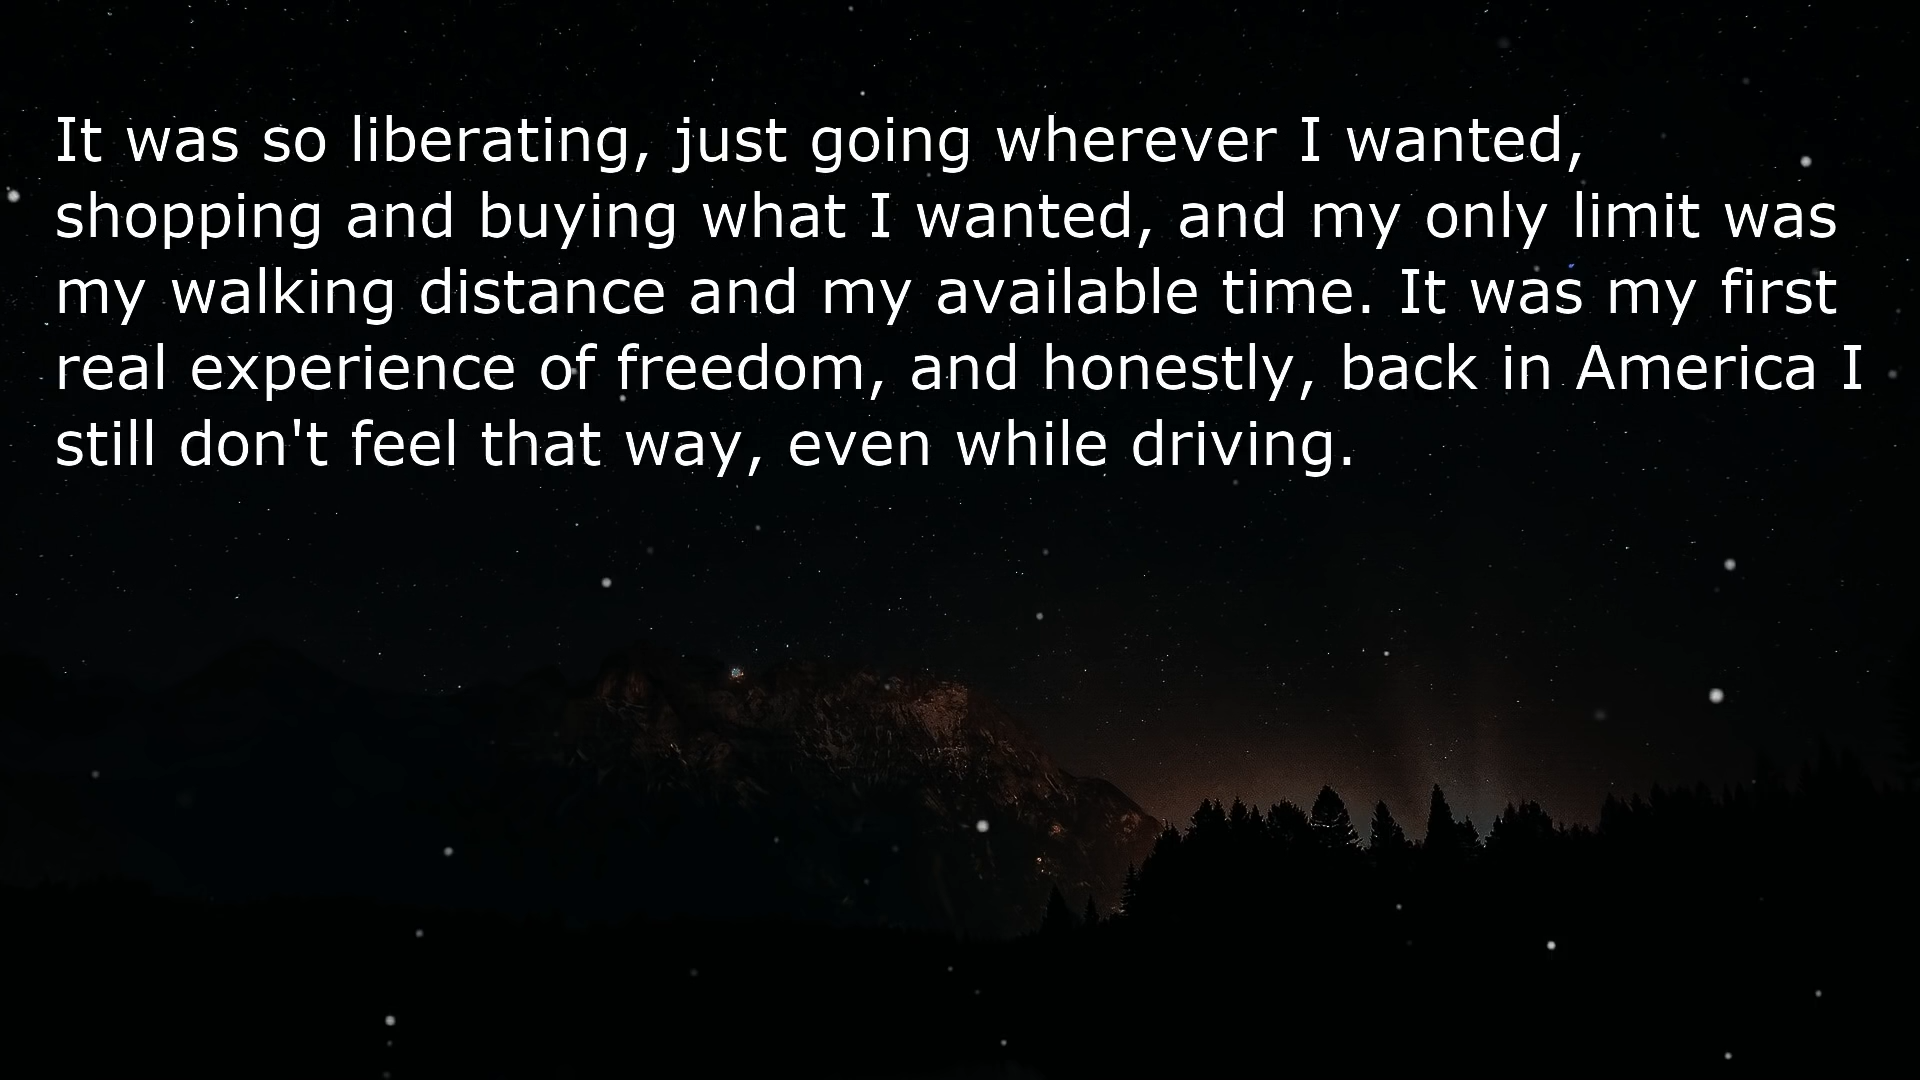 It was so liberating, just going wherever I wanted,
shopping and buying what I wanted, and my only limit was
my walking distance and my available time. It was my first
real experience of freedom, and honestly, back in America I
still don't feel that way, even while driving.